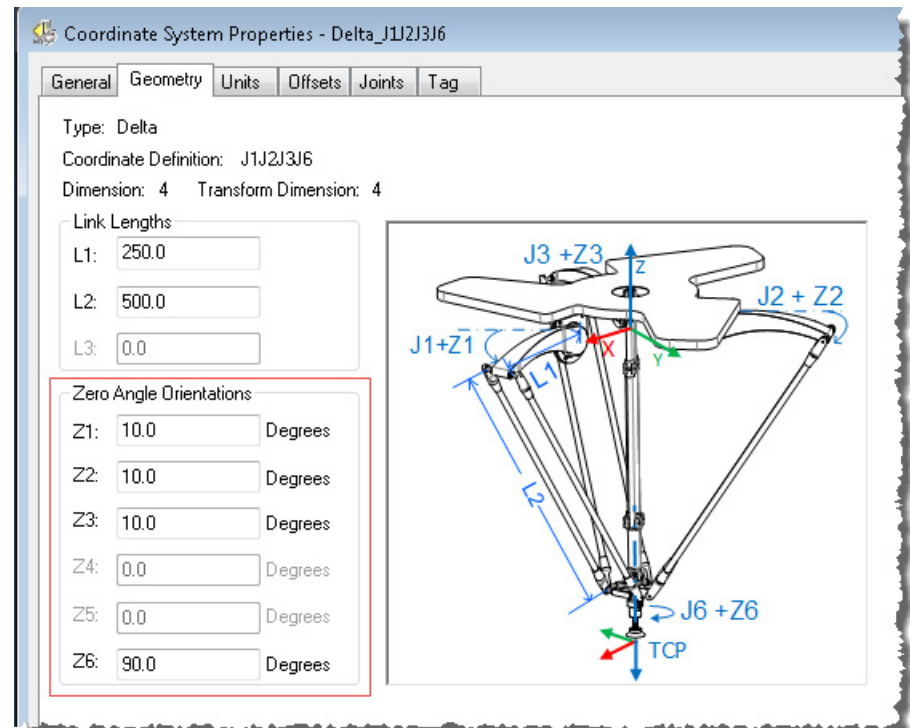 Coordinate System Properties - Delta_J1J2J3J6
General Geometry Units Offsets Joints Tag
Type: Delta
Coordinate Definition: J1J2J3J6
Dimension: 4 Transform Dimension: 4
Link Lengths
L1: 250.0
L2: 500.0
L3: 0.0
Zero Angle Orientations
Z1: 10.0 Degrees
Z2: 10.0 Degrees
Z3: 10.0 Degrees
Z4: 0.0 Degrees
Z5: 0.0 Degrees
Z6: 90.0 Degrees
J3 +Z3
Z
J2 + Z2
J1+Z1
X
Y
L1
L2
J6 +Z6
TCP